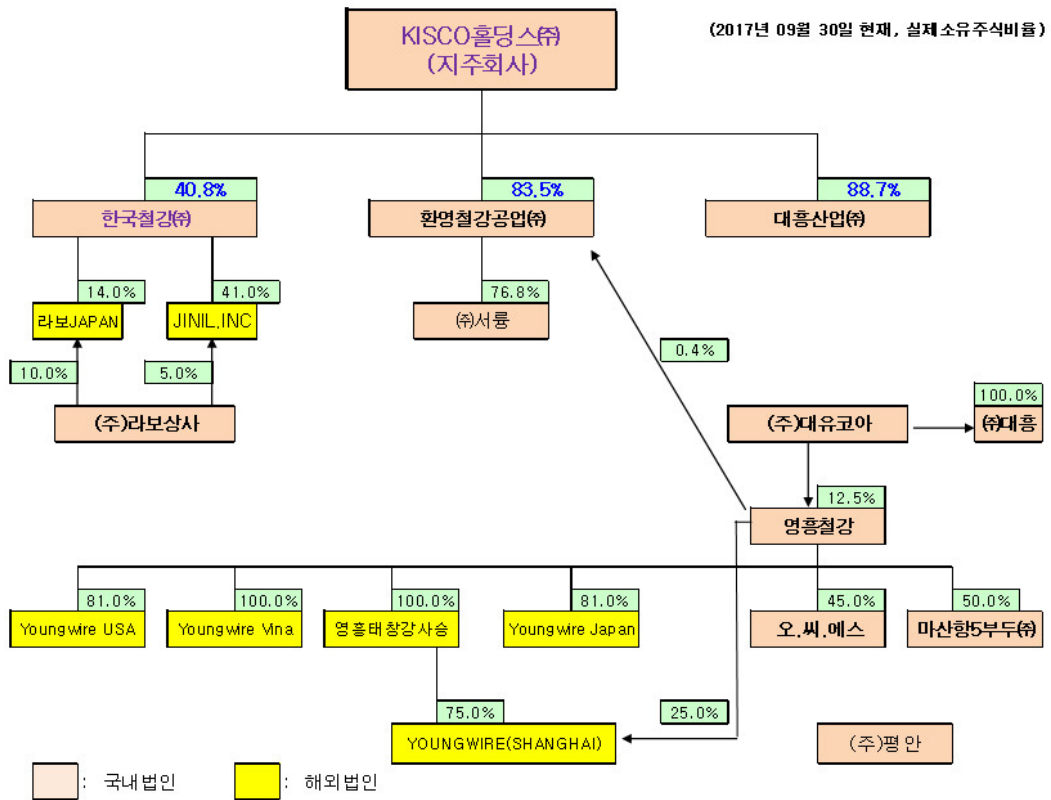 KISCO홀딩스㈜
(지주회사)
(2017년 09월 30일 현재, 실제소유주식비율)
40.8%
83.5%
88.7%
한국철강㈜
환영철강공업㈜
대흥산업㈜
14.0%
41.0%
76.8%
라보JAPAN
JINIL,INC
㈜서륭
0.4%
10.0%
5.0%
100.0%
(주)라보상사
(주)대유코아
㈜대흥
12.5%
영흥철강
81.0%
100.0%
100.0%
81.0%
45.0%
50.0%
Youngwire USA
Youngwire Vina
영흥태창강사승
Youngwire Japan
오.씨.에스
마산항5부두㈜
75.0%
25.0%
YOUNGWIRE(SHANGHAI)
(주)평안
: 국내법인
: 해외법인